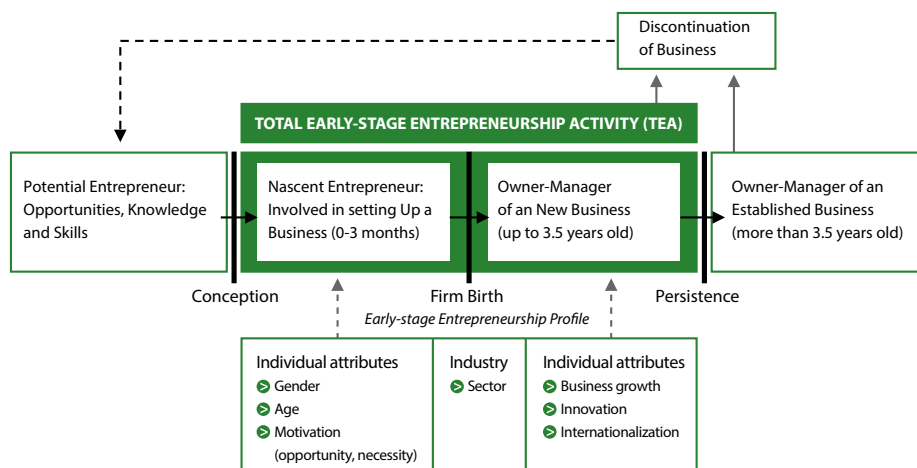 Discontinuation
of Business
TOTAL EARLY-STAGE ENTREPRENEURSHIP ACTIVITY (TEA)
Potential Entrepreneur:
Opportunities, Knowledge
and Skills
Nascent Entrepreneur:
Involved in setting Up a
Business (0-3 months)
Owner-Manager
of an New Business
(up to 3.5 years old)
Owner-Manager of an
Established Business
(more than 3.5 years old)
Conception
Firm Birth
Persistence
Early-stage Entrepreneurship Profile
Individual attributes
Gender
Age
Motivation
(opportunity, necessity)
Industry
Sector
Individual attributes
Business growth
Innovation
Internationalization